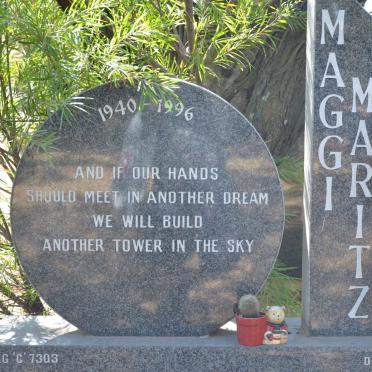 1940 - 1996
AND IF OUR HANDS
SHOULD MEET IN ANOTHER DREAM
WE WILL BUILD
ANOTHER TOWER IN THE SKY
MAGGI
MARITZ
G 'C' 7303
D